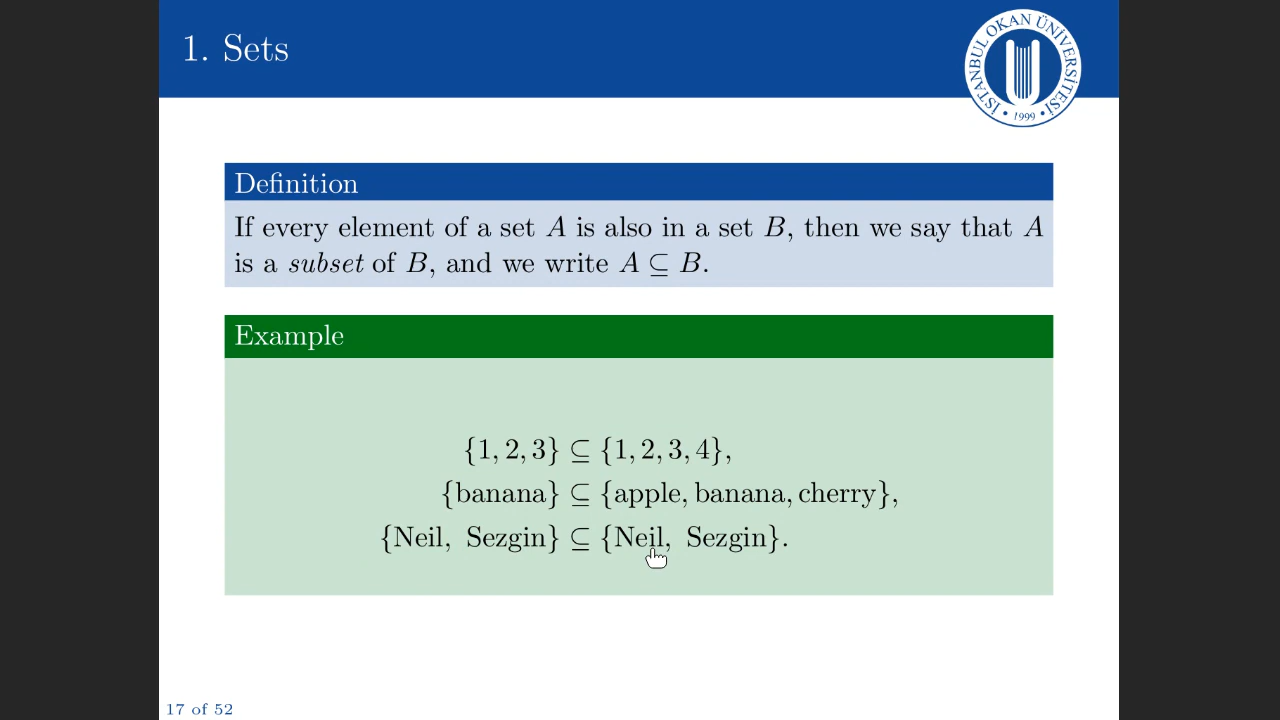 1. Sets
İSTANBUL OKAN ÜNİVERSİTESİ
• 1999 •
Definition
If every element of a set A is also in a set B, then we say that A
is a subset of B, and we write A ⊆ B.
Example
{1, 2, 3} ⊆ {1, 2, 3, 4},
{banana} ⊆ {apple, banana, cherry},
{Neil, Sezgin} ⊆ {Neil, Sezgin}.
17 of 52